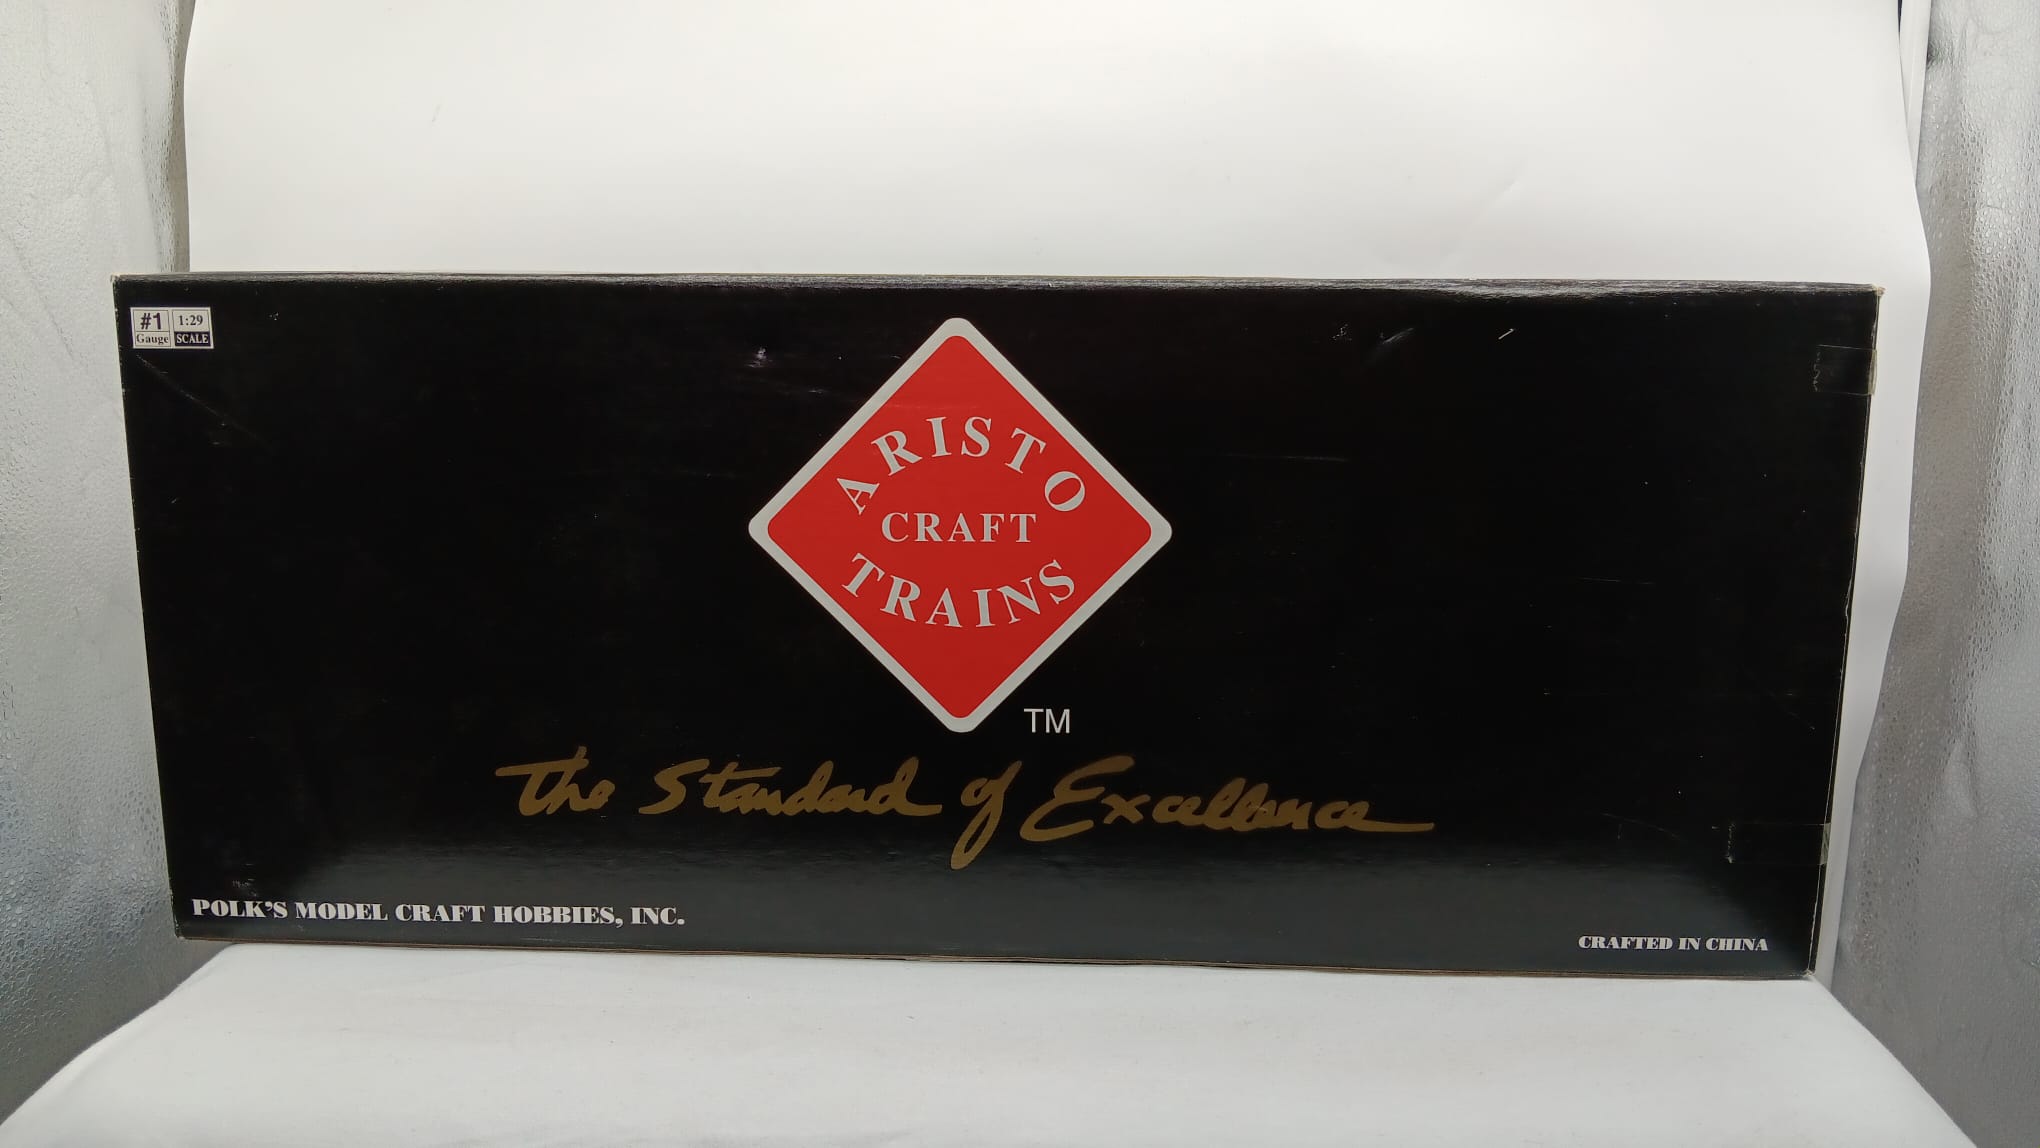 #1 1:29
Gauge SCALE
ARISTO
CRAFT
TRAINS
TM
The Standard of Excellence
POLK'S MODEL CRAFT HOBBIES, INC.
CRAFTED IN CHINA